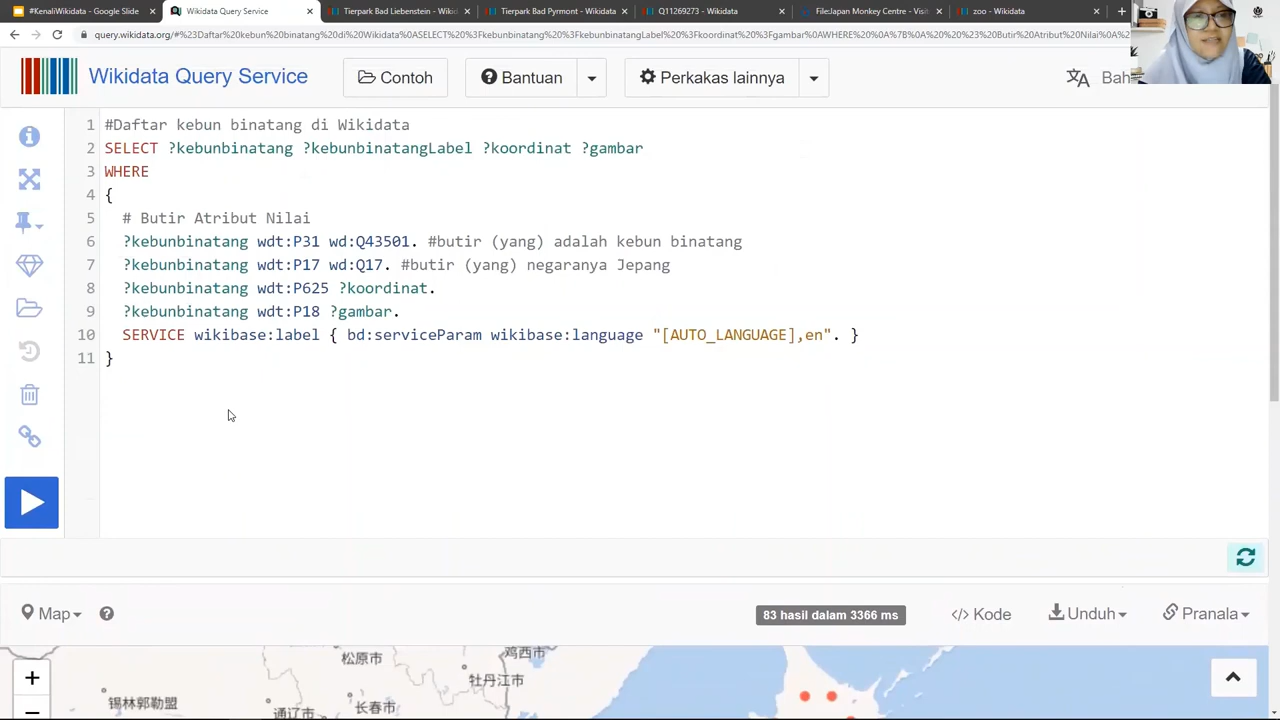 #KenaliWikidata - Google Slide
Wikidata Query Service
Tierpark Bad Liebenstein - Wikid
Tierpark Bad Pyrmont - Wikidata
Q11269273 - Wikidata
File:Japan Monkey Centre - Visit
zoo - Wikidata
Wikidata Query Service
Contoh
Bantuan
Perkakas lainnya
Bah
1 #Daftar kebun binatang di Wikidata
2 SELECT ?kebunbinatang ?kebunbinatangLabel ?koordinat ?gambar
3 WHERE
4 {
5 # Butir Atribut Nilai
6 ?kebunbinatang wdt:P31 wd:Q43501. #butir (yang) adalah kebun binatang
7 ?kebunbinatang wdt:P17 wd:Q17. #butir (yang) negaranya Jepang
8 ?kebunbinatang wdt:P625 ?koordinat.
9 ?kebunbinatang wdt:P18 ?gambar.
10 SERVICE wikibase:label { bd:serviceParam wikibase:language "[AUTO_LANGUAGE],en". }
11 }
Map
83 hasil dalam 3366 ms
</> Kode
Unduh
Pranala
松原市
鸡西市
牡丹江市
锡林郭勒盟
通辽市
长春市
+
−